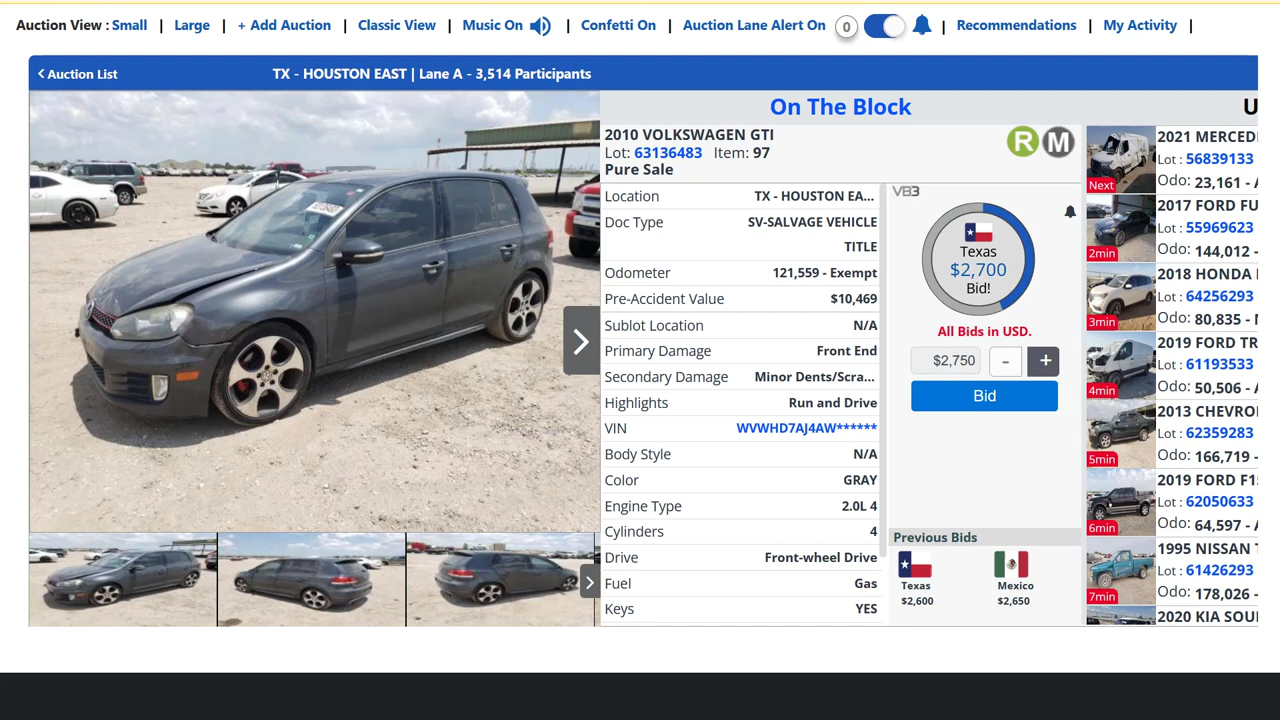 Auction View : Small | Large | + Add Auction | Classic View | Music On | Confetti On | Auction Lane Alert On 0 | Recommendations | My Activity |
Auction List
TX - HOUSTON EAST | Lane A - 3,514 Participants
On The Block
U
2010 VOLKSWAGEN GTI
Lot: 63136483 Item: 97
Pure Sale
R M
Location TX - HOUSTON EA...
Doc Type SV-SALVAGE VEHICLE
TITLE
Odometer 121,559 - Exempt
Pre-Accident Value $10,469
Sublot Location N/A
Primary Damage Front End
Secondary Damage Minor Dents/Scra...
Highlights Run and Drive
VIN WVWHD7AJ4AW******
Body Style N/A
Color GRAY
Engine Type 2.0L 4
Cylinders 4
Drive Front-wheel Drive
Fuel Gas
Keys YES
VB3
Texas
$2,700
Bid!
All Bids in USD.
$2,750 - +
Bid
Previous Bids
Texas
$2,600
Mexico
$2,650
2021 MERCED
Lot : 56839133
Odo: 23,161 - A
Next
2017 FORD FU
Lot : 55969623
Odo: 144,012 -
2min
2018 HONDA
Lot : 64256293
Odo: 80,835 -
3min
2019 FORD TR
Lot : 61193533
Odo: 50,506 - A
4min
2013 CHEVROL
Lot : 62359283
Odo: 166,719 -
5min
2019 FORD F15
Lot : 62050633
Odo: 64,597 - A
6min
1995 NISSAN T
Lot : 61426293
Odo: 178,026 -
7min
2020 KIA SOUL